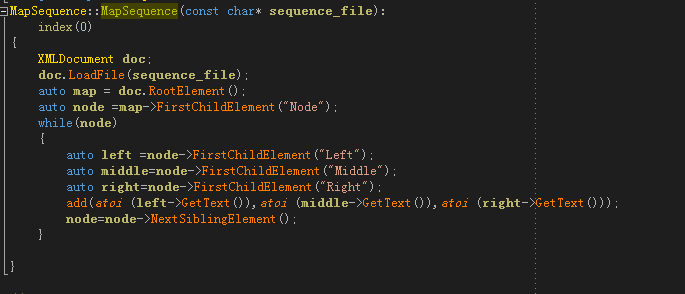 MapSequence::MapSequence(const char* sequence_file):
    index(0)
{
    XMLDocument doc;
    doc.LoadFile(sequence_file);
    auto map = doc.RootElement();
    auto node =map->FirstChildElement("Node");
    while(node)
    {
        auto left =node->FirstChildElement("Left");
        auto middle=node->FirstChildElement("Middle");
        auto right=node->FirstChildElement("Right");
        add(atoi (left->GetText()),atoi (middle->GetText()),atoi (right->GetText()));
        node=node->NextSiblingElement();
    }
}